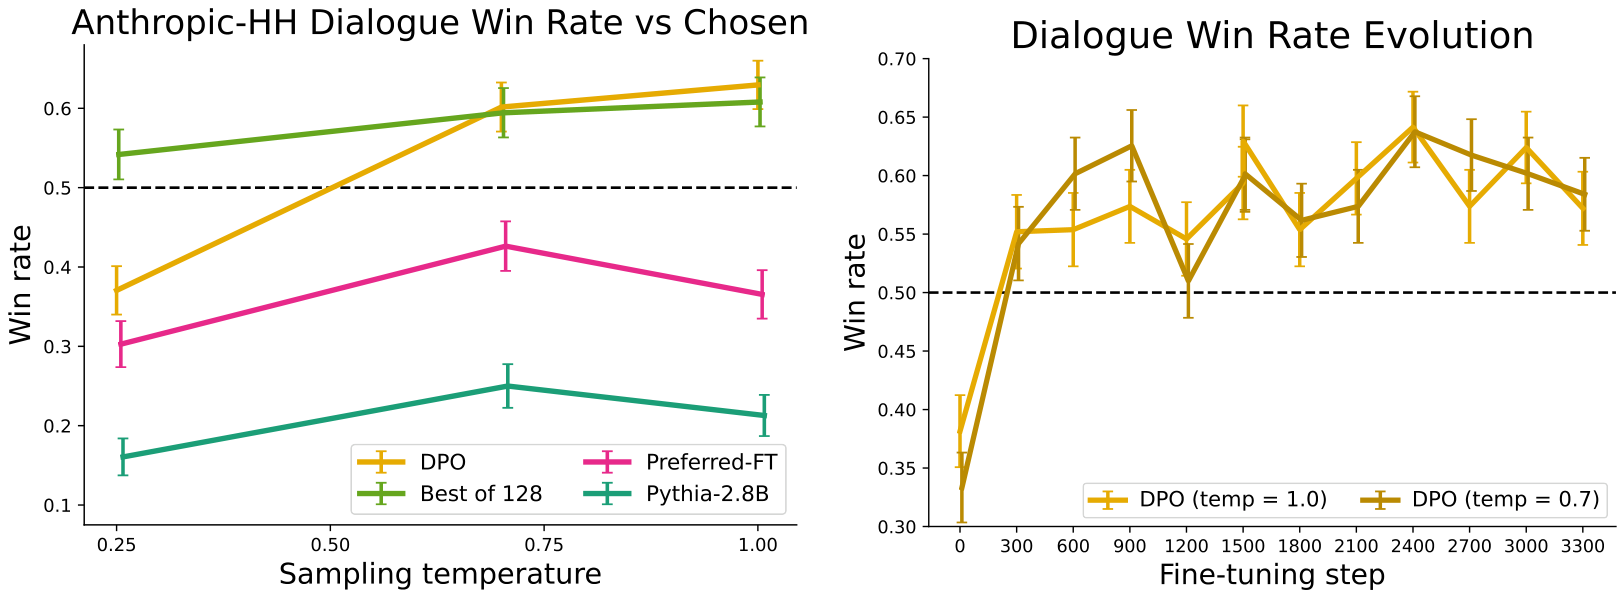 Anthropic-HH Dialogue Win Rate vs Chosen
Win rate
0.6
0.5
0.4
0.3
0.2
0.1
0.25
0.50
0.75
1.00
Sampling temperature
DPO
Best of 128
Preferred-FT
Pythia-2.8B
Dialogue Win Rate Evolution
Win rate
0.70
0.65
0.60
0.55
0.50
0.45
0.40
0.35
0.30
0
300
600
900
1200
1500
1800
2100
2400
2700
3000
3300
Fine-tuning step
DPO (temp = 1.0)
DPO (temp = 0.7)